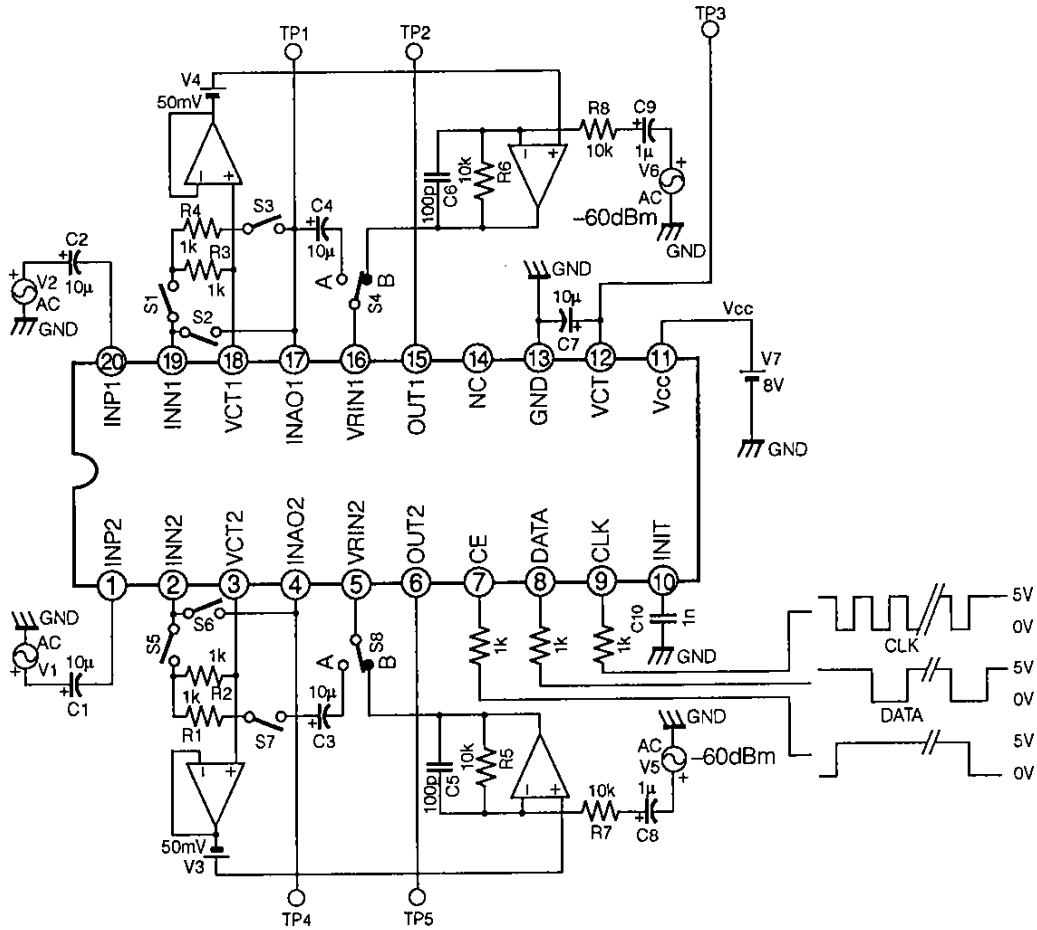 TP1
TP2
TP3
V4
50mV
R8
10k
C9
1μ
V6
AC
−60dBm
GND
100p
C6
10k
R6
R4
1k
S3
C4
10μ
R3
1k
C2
10μ
V2
AC
GND
S1
S2
A
B
S4
GND
10μ
C7
Vcc
V7
8V
GND
20
19
18
17
16
15
14
13
12
11
INP1
INN1
VCT1
INAO1
VRIN1
OUT1
NC
GND
VCT
Vcc
INP2
INN2
VCT2
INAO2
VRIN2
OUT2
CE
DATA
CLK
INIT
1
2
3
4
5
6
7
8
9
10
GND
AC
V1
10μ
C1
S5
S6
1k
R2
1k
R1
S7
10μ
C3
A
B
S8
1k
1k
1k
C10
1n
GND
5V
0V
CLK
5V
0V
DATA
5V
0V
50mV
V3
100p
C5
10k
R5
10k
R7
1μ
C8
GND
AC
V5
−60dBm
TP4
TP5